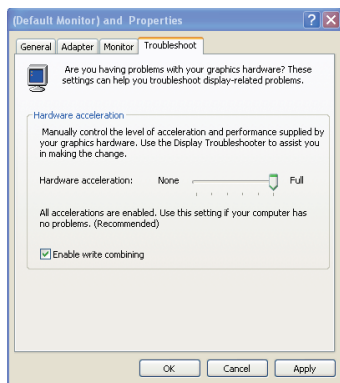 (Default Monitor) and Properties
General Adapter Monitor Troubleshoot
Are you having problems with your graphics hardware? These
settings can help you troubleshoot display-related problems.
Hardware acceleration
Manually control the level of acceleration and performance supplied by
your graphics hardware. Use the Display Troubleshooter to assist you
in making the change.
Hardware acceleration: None Full
All accelerations are enabled. Use this setting if your computer has
no problems. (Recommended)
Enable write combining
OK Cancel Apply